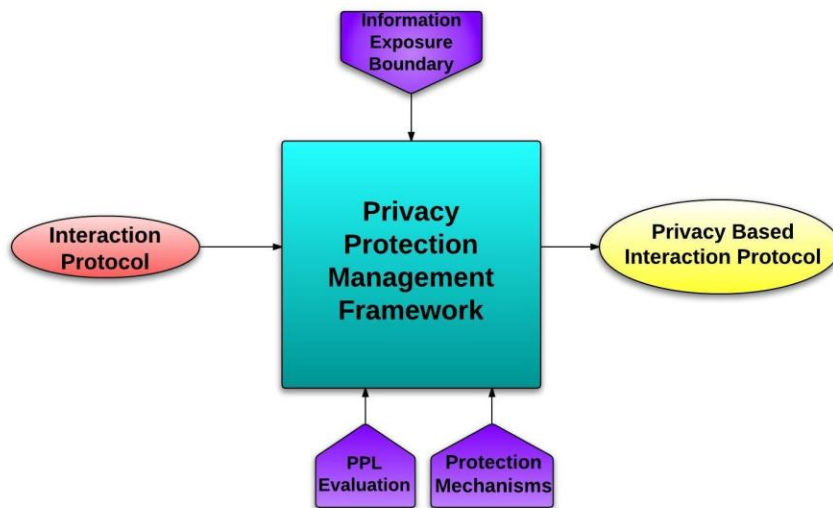 Information
Exposure
Boundary
Privacy
Protection
Management
Framework
Interaction
Protocol
Privacy Based
Interaction Protocol
PPL
Evaluation
Protection
Mechanisms